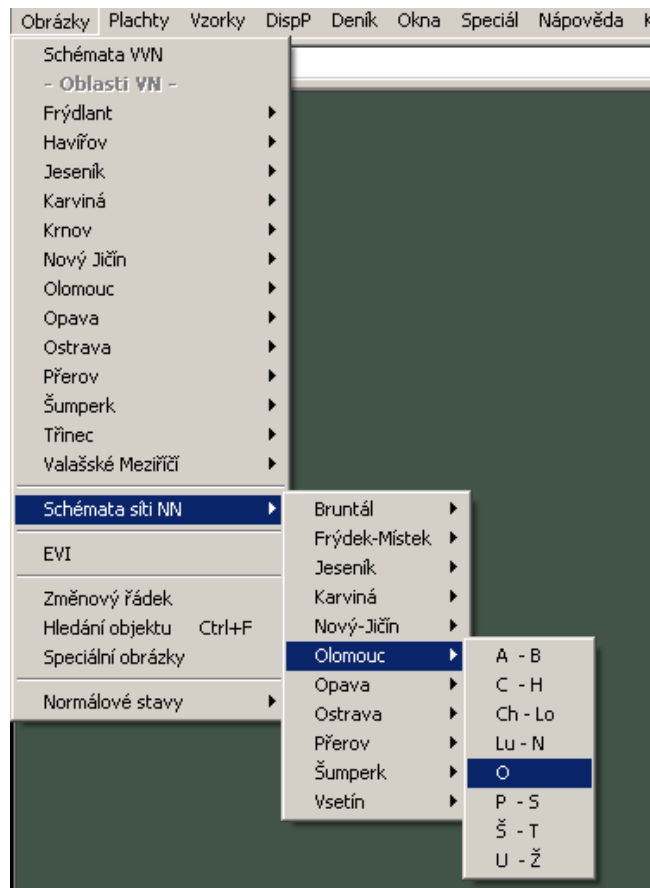 Obrázky Plachty Vzorky DispP Deník Okna Speciál Nápověda
Schémata VVN
- Oblasti VN -
Frýdlant
Havířov
Jeseník
Karviná
Krnov
Nový Jičín
Olomouc
Opava
Ostrava
Přerov
Šumperk
Třinec
Valašské Meziříčí
Schémata síti NN
EVI
Změnový řádek
Hledání objektu Ctrl+F
Speciální obrázky
Normálové stavy
Bruntál
Frýdek-Místek
Jeseník
Karviná
Nový-Jičín
Olomouc
Opava
Ostrava
Přerov
Šumperk
Vsetín
A - B
C - H
Ch - Lo
Lu - N
O
P - S
Š - T
U - Ž